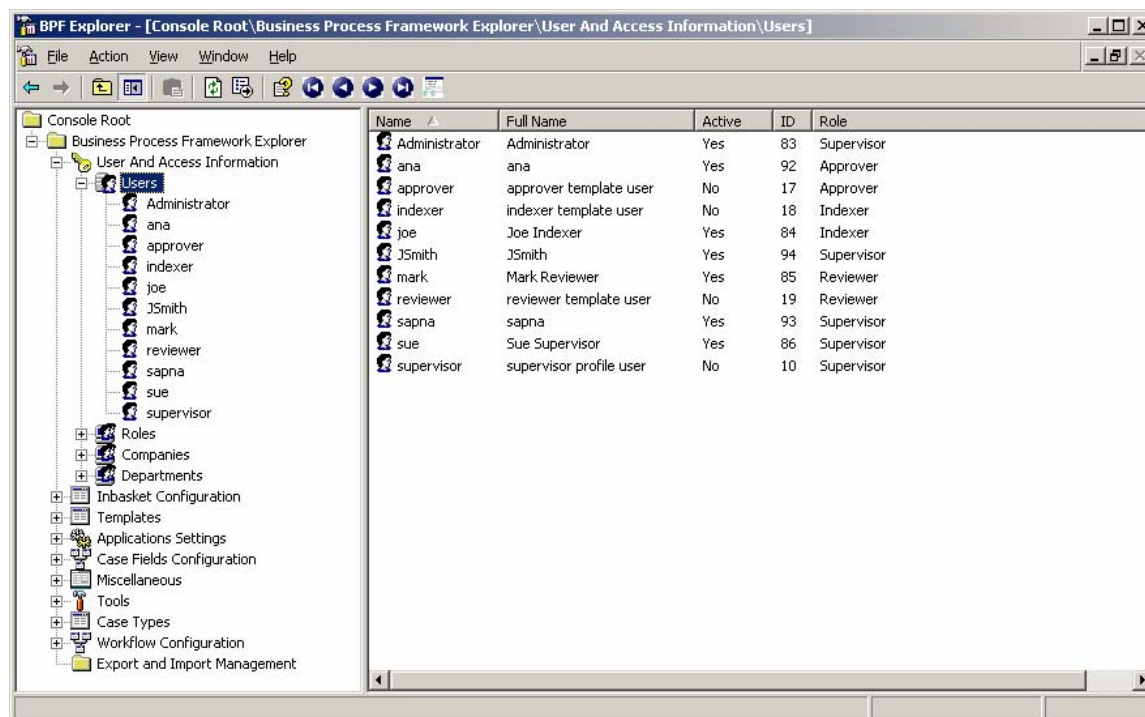 BPF Explorer - [Console Root\Business Process Framework Explorer\User And Access Information\Users]
File Action View Window Help
Console Root
Business Process Framework Explorer
User And Access Information
Users
Administrator
ana
approver
indexer
joe
JSmith
mark
reviewer
sapna
sue
supervisor
Roles
Companies
Departments
Inbasket Configuration
Templates
Applications Settings
Case Fields Configuration
Miscellaneous
Tools
Case Types
Workflow Configuration
Export and Import Management
Name Full Name Active ID Role
Administrator Administrator Yes 83 Supervisor
ana ana Yes 92 Approver
approver approver template user No 17 Approver
indexer indexer template user No 18 Indexer
joe Joe Indexer Yes 84 Indexer
JSmith JSmith Yes 94 Supervisor
mark Mark Reviewer Yes 85 Reviewer
reviewer reviewer template user No 19 Reviewer
sapna sapna Yes 93 Supervisor
sue Sue Supervisor Yes 86 Supervisor
supervisor supervisor profile user No 10 Supervisor